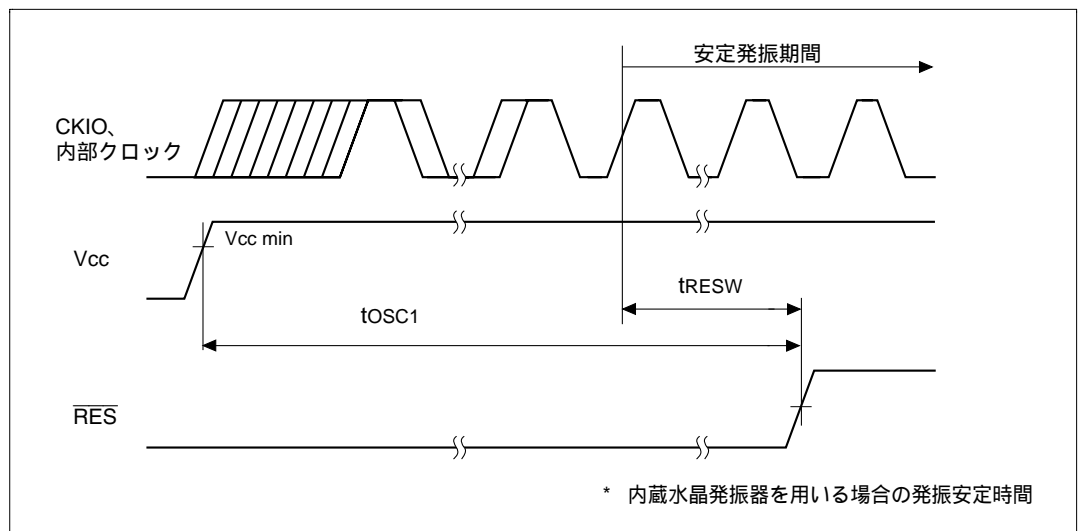 安定発振期間
CKIO、
内部クロック
Vcc min
Vcc
tRESW
tOSC1
RES
* 内蔵水晶発振器を用いる場合の発振安定時間